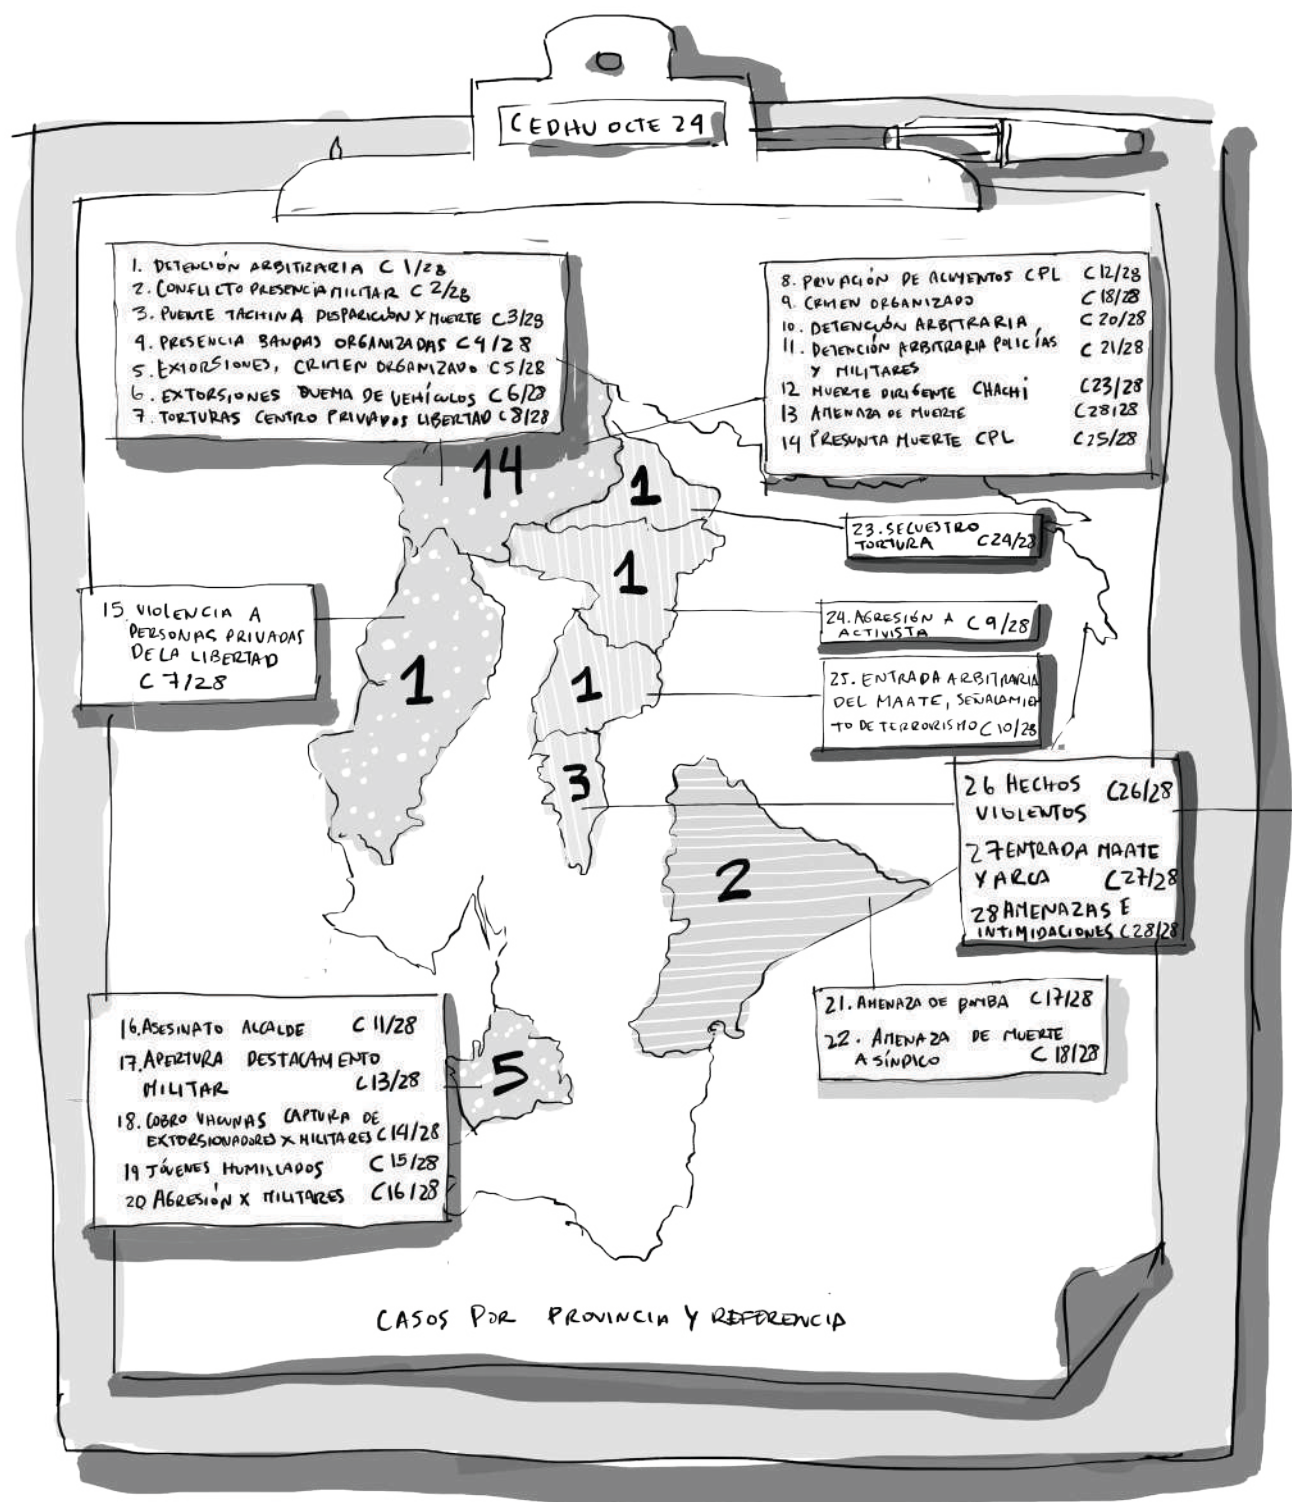 CEDHU OCTE 24
1. DETENCIÓN ARBITRARIA C 1/28
2. CONFLICTO PRESENCIA MILITAR C 2/28
3. PUENTE TACHINA DESPARICIÓN X MUERTE C3/28
4. PRESENCIA BANDAS ORGANIZADAS C4/28
5. EXTORSIONES, CRIMEN ORGANIZADO C5/28
6. EXTORSIONES QUEMA DE VEHÍCULOS C6/28
7. TORTURAS CENTRO PRIVADOS LIBERTAD C8/28
8. PRIVACIÓN DE ALIMENTOS CPL C12/28
9. CRIMEN ORGANIZADO C18/28
10. DETENCIÓN ARBITRARIA, C 20/28
11. DETENCIÓN ARBITRARIA POLICÍAS
Y MILITARES C 21/28
12 MUERTE DIRIGENTE CHACHI C23/28
13 AMENAZA DE MUERTE C28/28
14 PRESUNTA MUERTE CPL C25/28
14
1
23. SECUESTRO
TORTURA C24/28
1
15. VIOLENCIA A
PERSONAS PRIVADAS
DE LA LIBERTAD
C 7/28
24. AGRESIÓN A
ACTIVISTA C 9/28
1
1
25. ENTRADA ARBITRARIA
DEL MAATE, SEÑALAMIEN
TO DE TERRORISMO C 10/28
3
26 HECHOS
VIOLENTOS C26/28
27 ENTRADA MAATE
Y ARCA C27/28
28 AMENAZAS E
INTIMIDACIONES C28/28
2
21. AMENAZA DE BOMBA C17/28
22. AMENAZA DE MUERTE
A SÍNDICO C 18/28
16. ASESINATO ALCALDE C 11/28
17. APERTURA DESTACAMENTO
MILITAR C13/28
18. COBRO VACUNAS CAPTURA DE
EXTORSIONADORES X MILITARES C14/28
19 JÓVENES HUMILLADOS C15/28
20 AGRESIÓN X MILITARES C16/28
5
CASOS POR PROVINCIA Y REFERENCIA